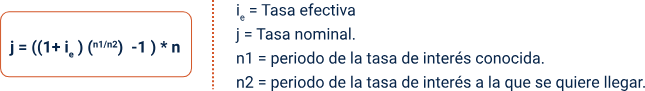 j = ((1+ iₑ ) ⁽ⁿ¹/ⁿ²⁾ -1 ) * n
iₑ = Tasa efectiva
j = Tasa nominal.
n1 = periodo de la tasa de interés conocida.
n2 = periodo de la tasa de interés a la que se quiere llegar.